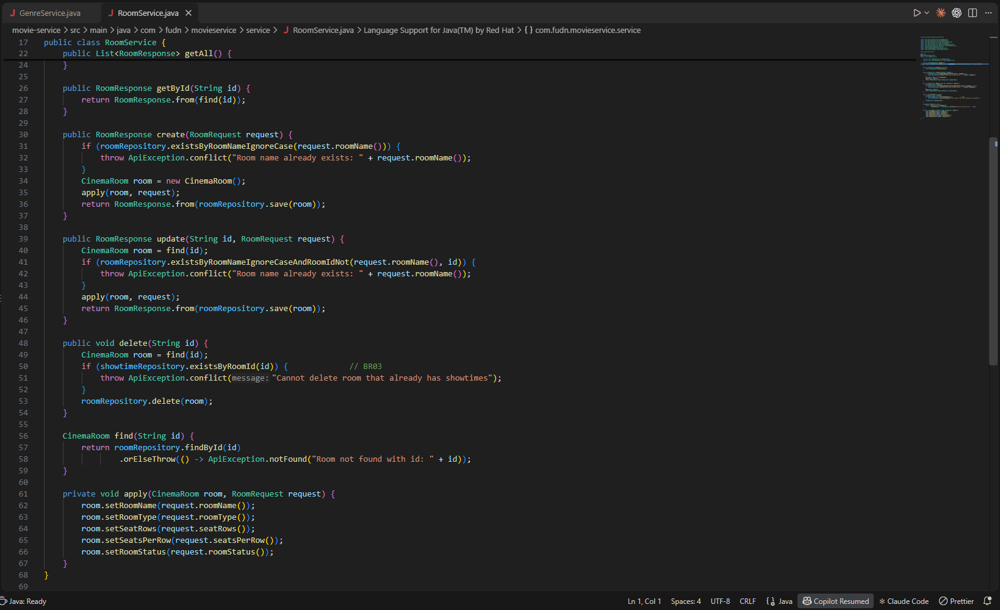 GenreService.java
RoomService.java
movie-service > src > main > java > com > fudn > movieservice > service > RoomService.java > Language Support for Java(TM) by Red Hat > { } com.fudn.movieservice.service
17 public class RoomService {
22     public List<RoomResponse> getAll() {
24     }
25
26     public RoomResponse getById(String id) {
27         return RoomResponse.from(find(id));
28     }
29
30     public RoomResponse create(RoomRequest request) {
31         if (roomRepository.existsByRoomNameIgnoreCase(request.roomName())) {
32             throw ApiException.conflict("Room name already exists: " + request.roomName());
33         }
34         CinemaRoom room = new CinemaRoom();
35         apply(room, request);
36         return RoomResponse.from(roomRepository.save(room));
37     }
38
39     public RoomResponse update(String id, RoomRequest request) {
40         CinemaRoom room = find(id);
41         if (roomRepository.existsByRoomNameIgnoreCaseAndRoomIdNot(request.roomName(), id)) {
42             throw ApiException.conflict("Room name already exists: " + request.roomName());
43         }
44         apply(room, request);
45         return RoomResponse.from(roomRepository.save(room));
46     }
47
48     public void delete(String id) {
49         CinemaRoom room = find(id);
50         if (showtimeRepository.existsByRoomId(id)) {             // BR03
51             throw ApiException.conflict(message: "Cannot delete room that already has showtimes");
52         }
53         roomRepository.delete(room);
54     }
55
56     CinemaRoom find(String id) {
57         return roomRepository.findById(id)
58                 .orElseThrow(() -> ApiException.notFound("Room not found with id: " + id));
59     }
60
61     private void apply(CinemaRoom room, RoomRequest request) {
62         room.setRoomName(request.roomName());
63         room.setRoomType(request.roomType());
64         room.setSeatRows(request.seatRows());
65         room.setSeatsPerRow(request.seatsPerRow());
66         room.setRoomStatus(request.roomStatus());
67     }
68 }
69
Java: Ready
Ln 1, Col 1
Spaces: 4
UTF-8
CRLF
Java
Copilot Resumed
Claude Code
Prettier